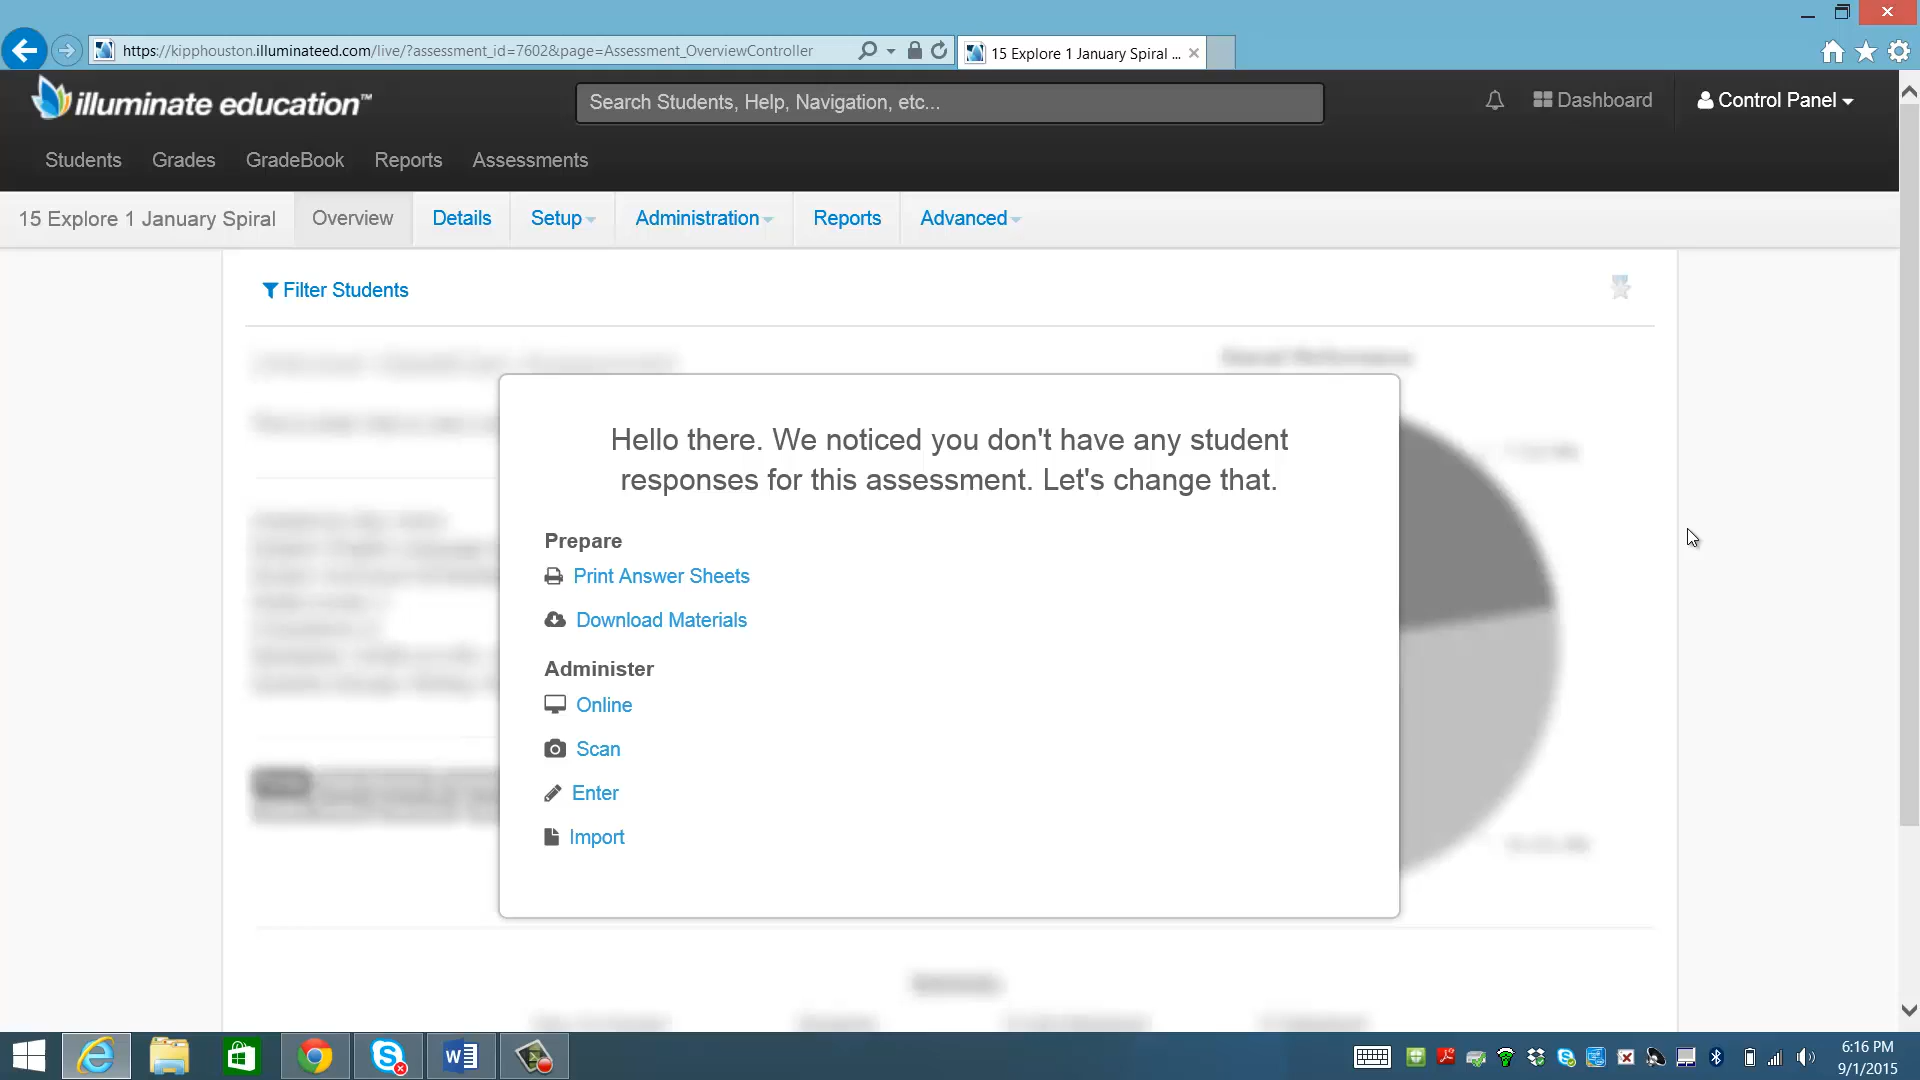 https://kipphouston.illuminateed.com/live/?assessment_id=7602&page=Assessment_OverviewController
15 Explore 1 January Spiral ...
illuminate education™
Search Students, Help, Navigation, etc...
Dashboard
Control Panel
Students Grades GradeBook Reports Assessments
15 Explore 1 January Spiral Overview Details Setup Administration Reports Advanced
Filter Students
Hello there. We noticed you don't have any student
responses for this assessment. Let's change that.
Prepare
Print Answer Sheets
Download Materials
Administer
Online
Scan
Enter
Import
6:16 PM
9/1/2015